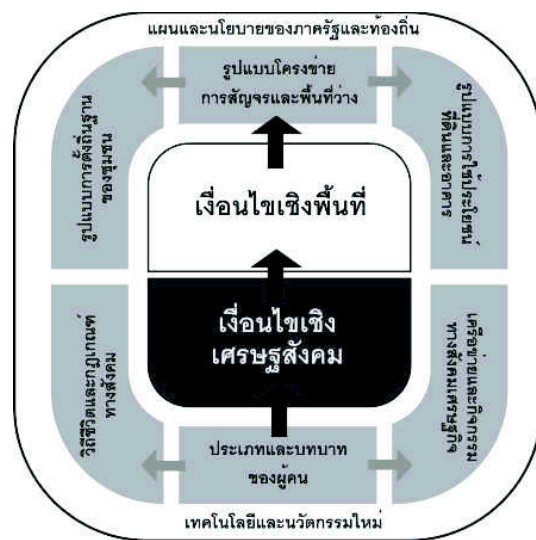 แผนและนโยบายของภาครัฐและท้องถิ่น
รูปแบบโครงข่าย
การสัญจรและพื้นที่ว่าง
รูปแบบการตั้งถิ่นฐาน
ของชุมชน
รูปแบบการใช้ประโยชน์
ที่ดินและอาคาร
เงื่อนไขเชิงพื้นที่
เงื่อนไขเชิง
เศรษฐสังคม
วิถีชีวิตและกฎเกณฑ์
ทางสังคม
เครือข่ายและกิจกรรม
ทางสังคมเศรษฐกิจ
ประเภทและบทบาท
ของผู้คน
เทคโนโลยีและนวัตกรรมใหม่